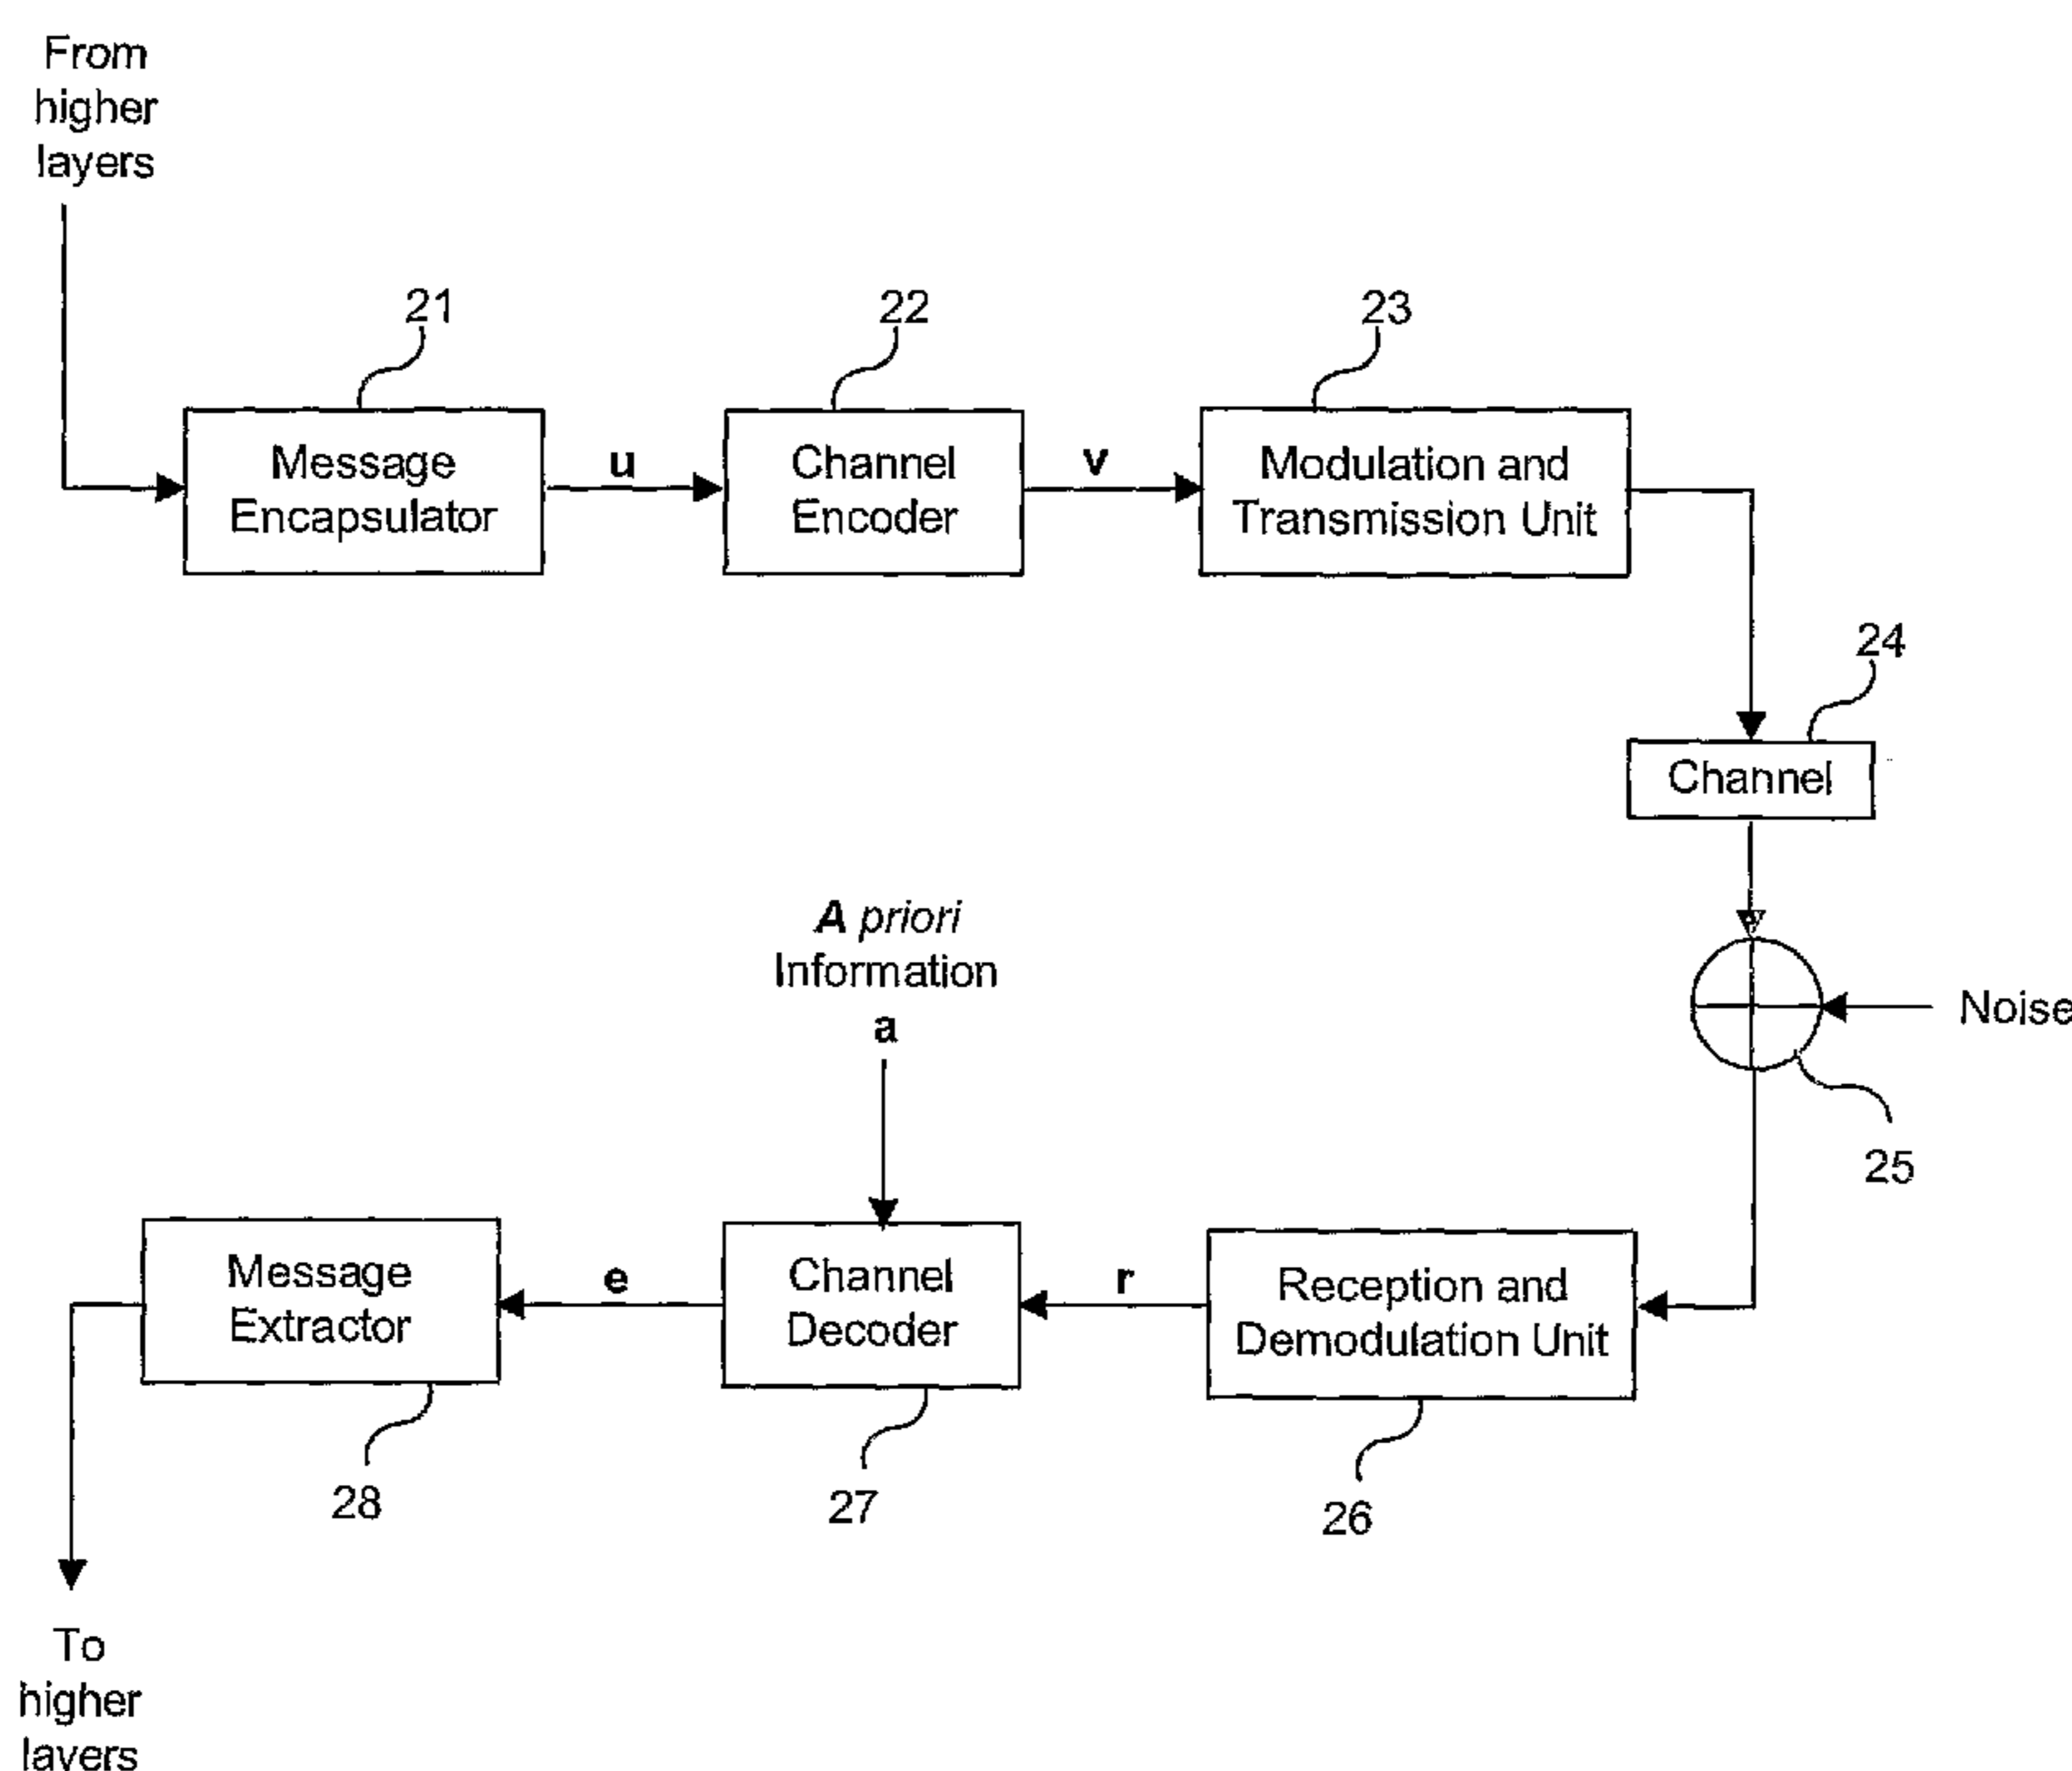 From
higher
layers
21
22
23
Message
Encapsulator
u
Channel
Encoder
v
Modulation and
Transmission Unit
24
Channel
A priori
Information
a
Noise
25
Message
Extractor
e
Channel
Decoder
r
Reception and
Demodulation Unit
28
27
26
To
higher
layers